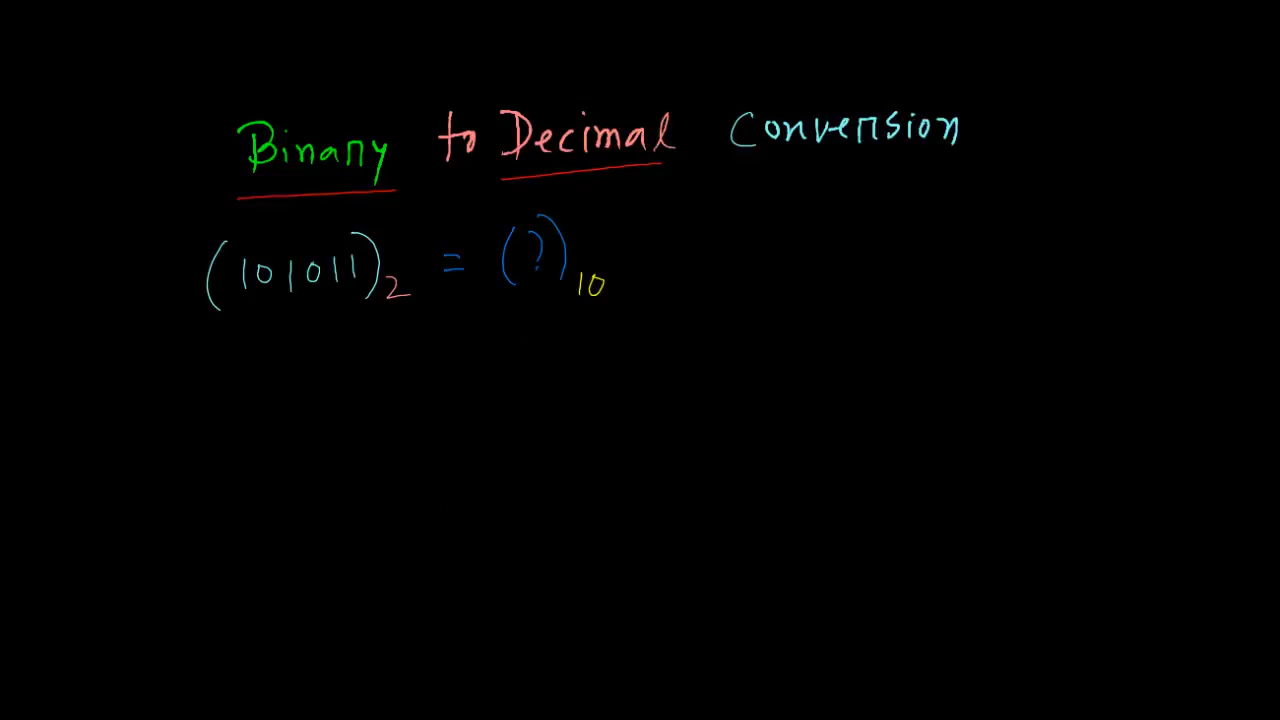 Binary to Decimal Conversion
(101011)2 = (?)10